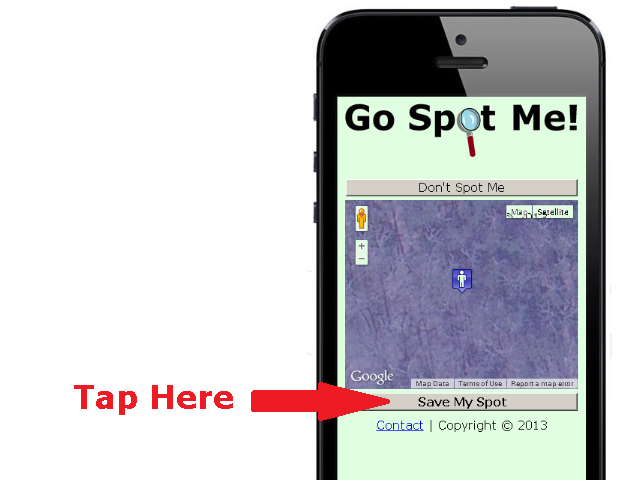 Go Spot Me!
Don't Spot Me
Map Satellite
+
−
Google
Map Data Terms of Use Report a map error
Tap Here
Save My Spot
Contact | Copyright © 2013